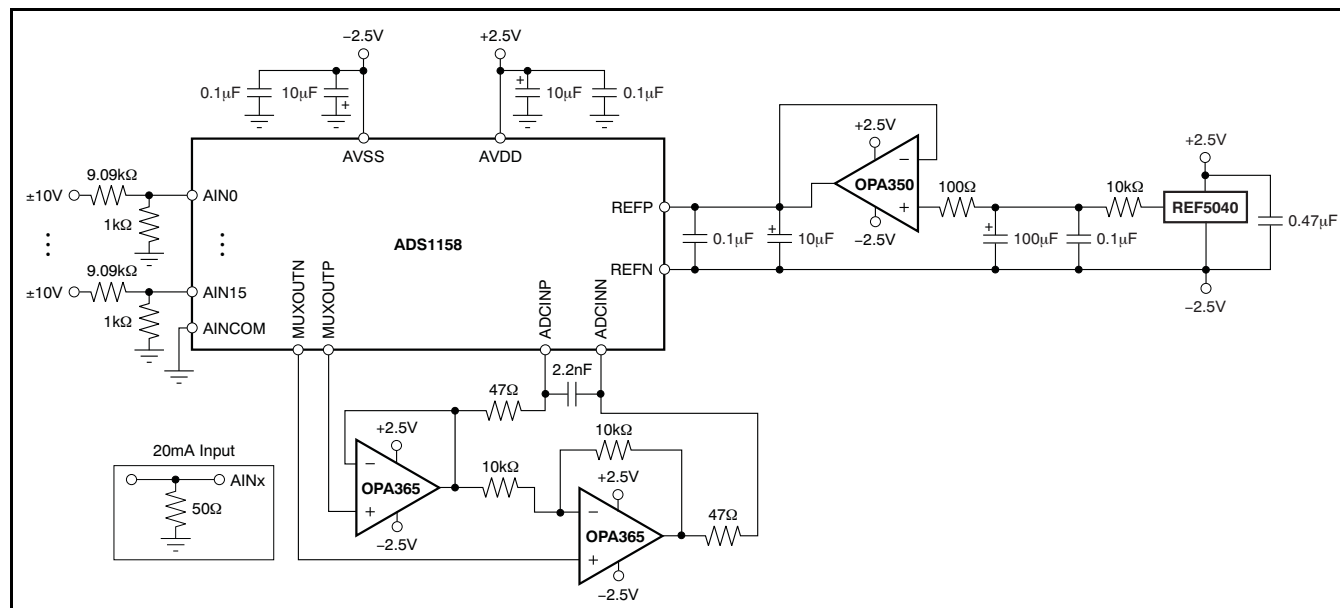 −2.5V
+2.5V
0.1µF
10µF
+
+
10µF
0.1µF
AVSS
AVDD
9.09kΩ
±10V
AIN0
1kΩ
9.09kΩ
±10V
AIN15
1kΩ
AINCOM
ADS1158
MUXOUTN
MUXOUTP
ADCINP
ADCINN
REFP
REFN
0.1µF
+
10µF
+2.5V
−
OPA350
+
−2.5V
100Ω
+
100µF
0.1µF
10kΩ
+2.5V
REF5040
0.47µF
−2.5V
2.2nF
47Ω
+2.5V
−
OPA365
+
−2.5V
10kΩ
10kΩ
+2.5V
−
OPA365
+
−2.5V
47Ω
20mA Input
AINx
50Ω